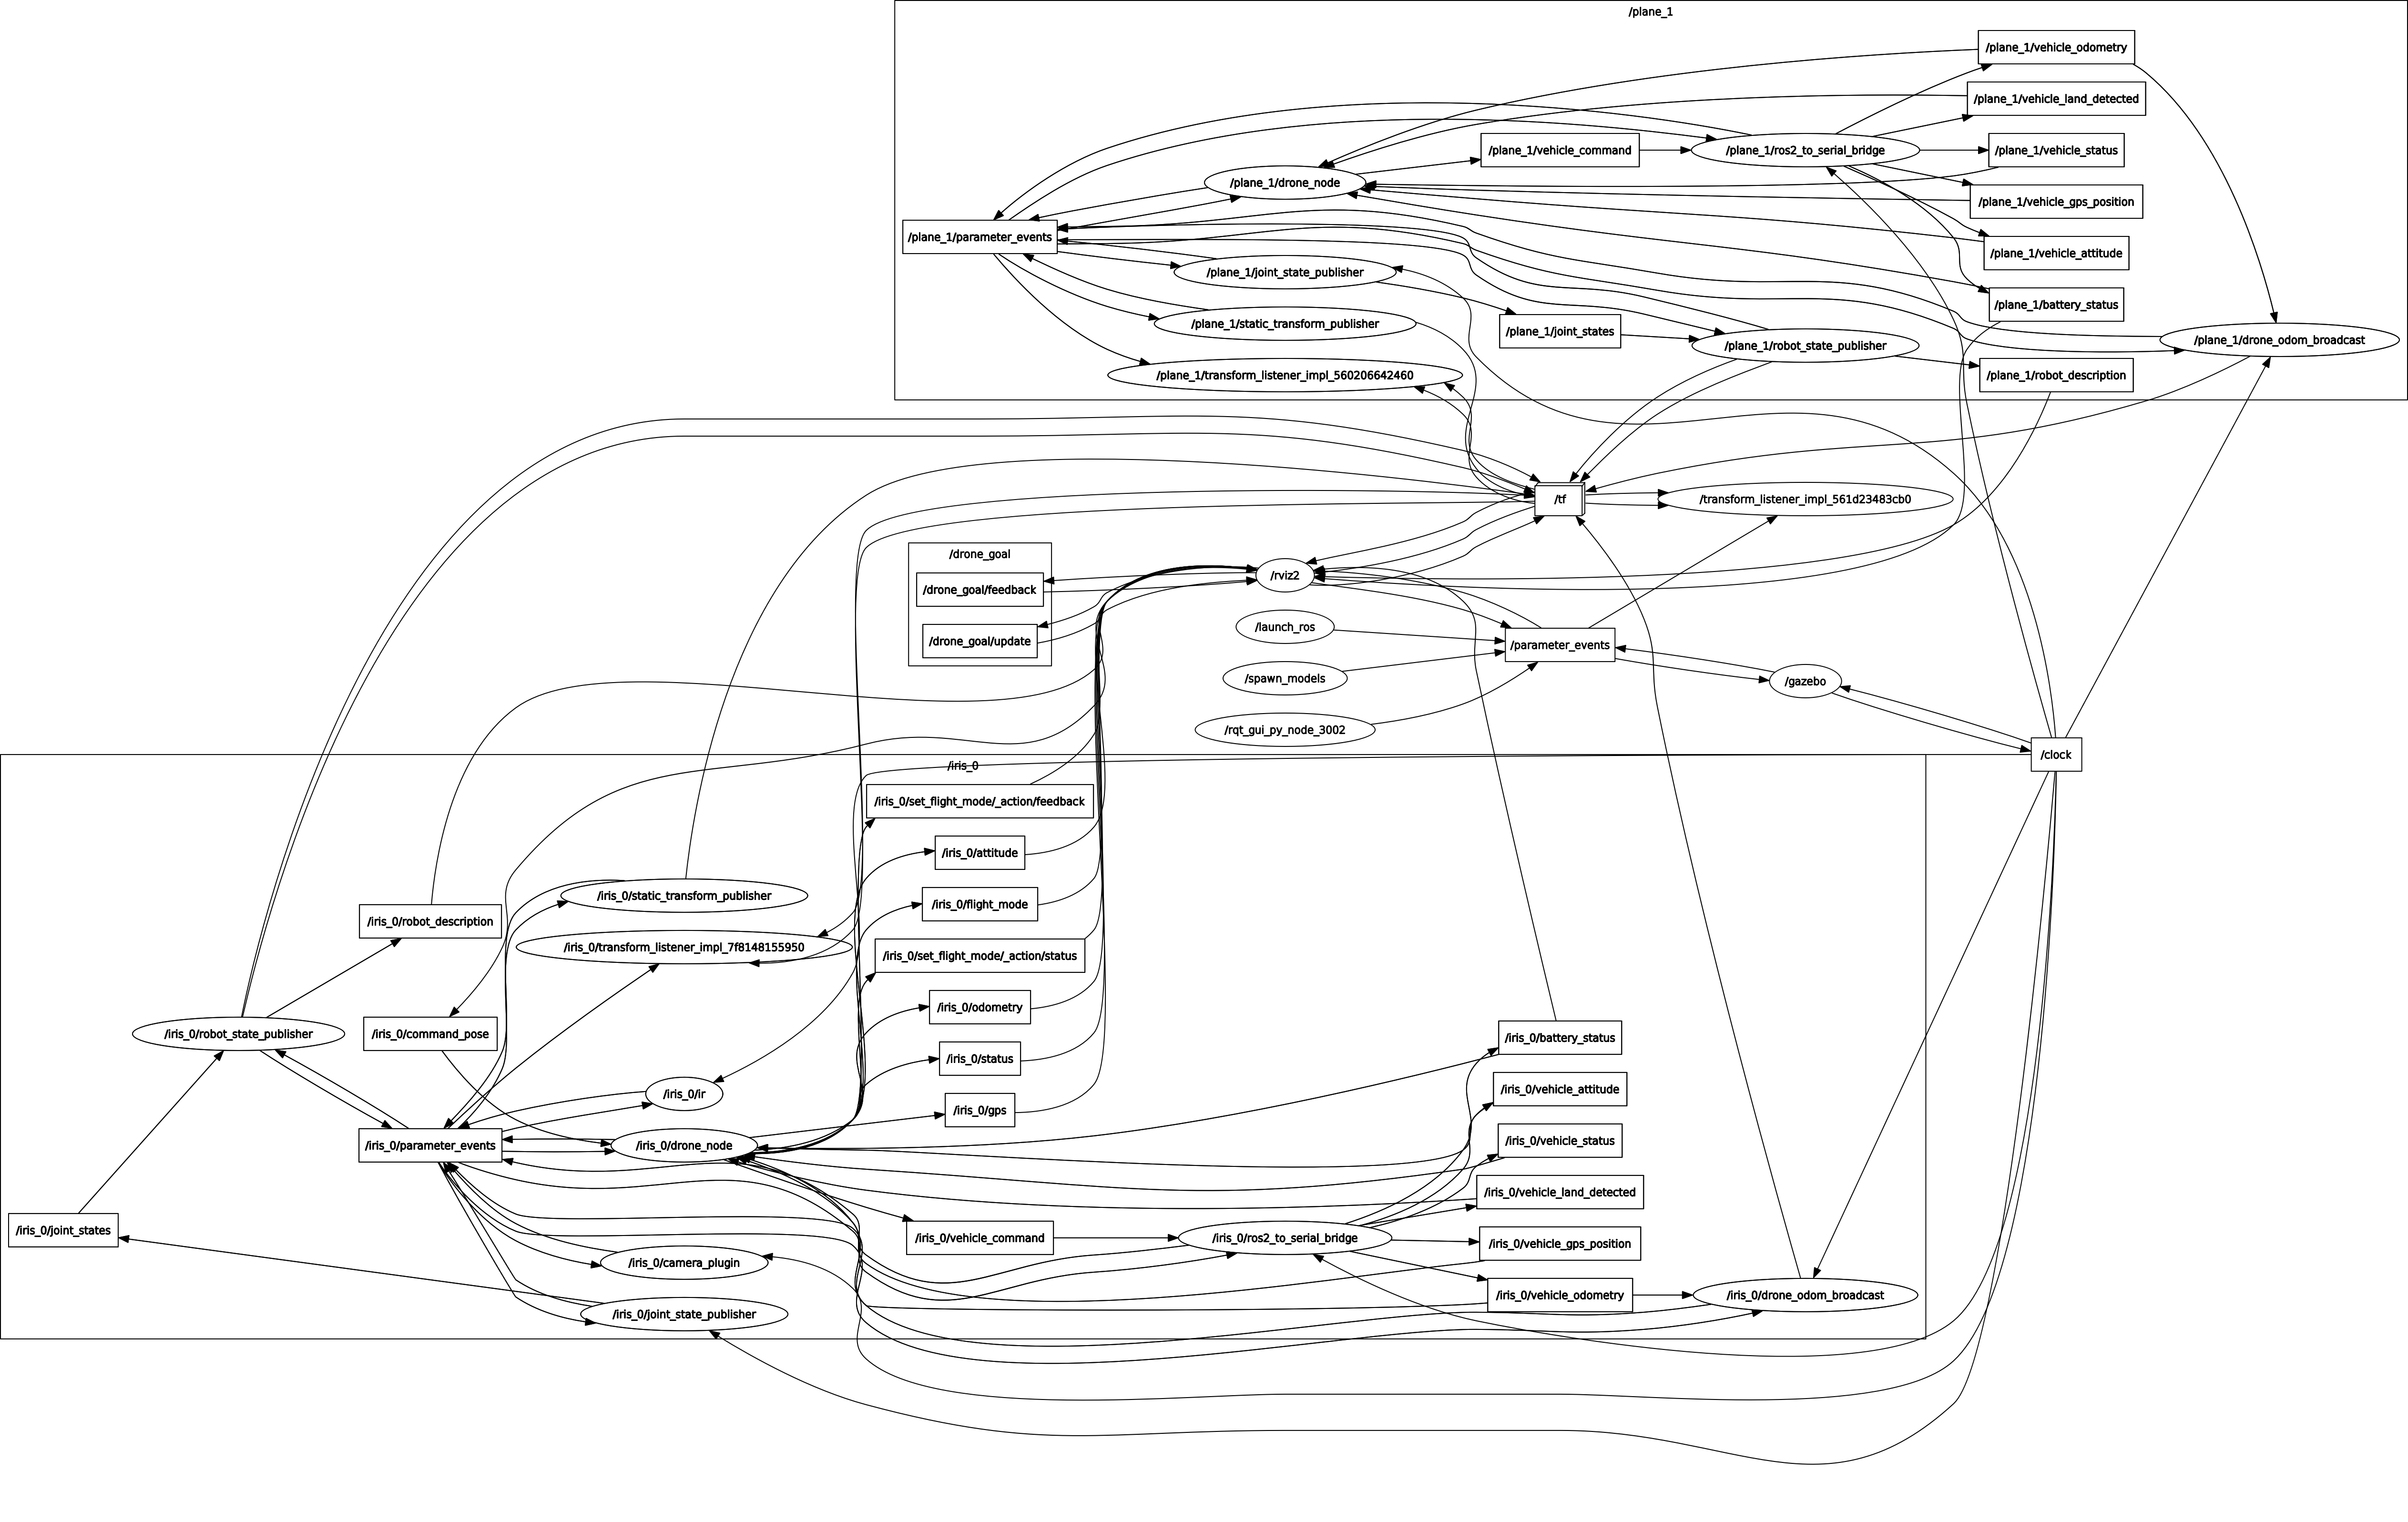 /plane_1
/plane_1/vehicle_odometry
/plane_1/vehicle_land_detected
/plane_1/vehicle_command
/plane_1/ros2_to_serial_bridge
/plane_1/vehicle_status
/plane_1/drone_node
/plane_1/vehicle_gps_position
/plane_1/parameter_events
/plane_1/vehicle_attitude
/plane_1/joint_state_publisher
/plane_1/battery_status
/plane_1/static_transform_publisher
/plane_1/joint_states
/plane_1/robot_state_publisher
/plane_1/drone_odom_broadcast
/plane_1/transform_listener_impl_560206642460
/plane_1/robot_description
/tf
/transform_listener_impl_561d23483cb0
/drone_goal
/drone_goal/feedback
/rviz2
/drone_goal/update
/launch_ros
/parameter_events
/spawn_models
/gazebo
/rqt_gui_py_node_3002
/clock
/iris_0
/iris_0/set_flight_mode/_action/feedback
/iris_0/attitude
/iris_0/static_transform_publisher
/iris_0/flight_mode
/iris_0/robot_description
/iris_0/transform_listener_impl_7f8148155950
/iris_0/set_flight_mode/_action/status
/iris_0/odometry
/iris_0/robot_state_publisher
/iris_0/command_pose
/iris_0/battery_status
/iris_0/status
/iris_0/ir
/iris_0/vehicle_attitude
/iris_0/gps
/iris_0/parameter_events
/iris_0/drone_node
/iris_0/vehicle_status
/iris_0/vehicle_land_detected
/iris_0/joint_states
/iris_0/vehicle_command
/iris_0/ros2_to_serial_bridge
/iris_0/vehicle_gps_position
/iris_0/camera_plugin
/iris_0/vehicle_odometry
/iris_0/drone_odom_broadcast
/iris_0/joint_state_publisher